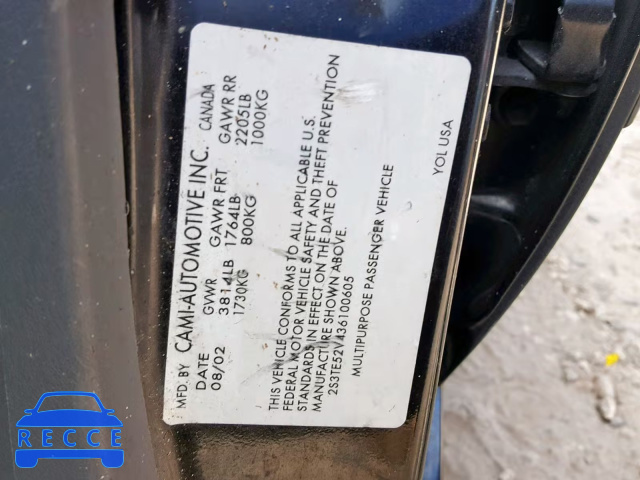 MFD. BY CAMI-AUTOMOTIVE INC. CANADA
DATE GVWR GAWR FRT GAWR RR
08/02 3814LB 1764LB 2205LB
1730KG 800KG 1000KG
THIS VEHICLE CONFORMS TO ALL APPLICABLE U.S.
FEDERAL MOTOR VEHICLE SAFETY AND THEFT PREVENTION
STANDARDS IN EFFECT ON THE DATE OF
MANUFACTURE SHOWN ABOVE.
2S3TE52V436100605
MULTIPURPOSE PASSENGER VEHICLE
YOL USA
RECCE